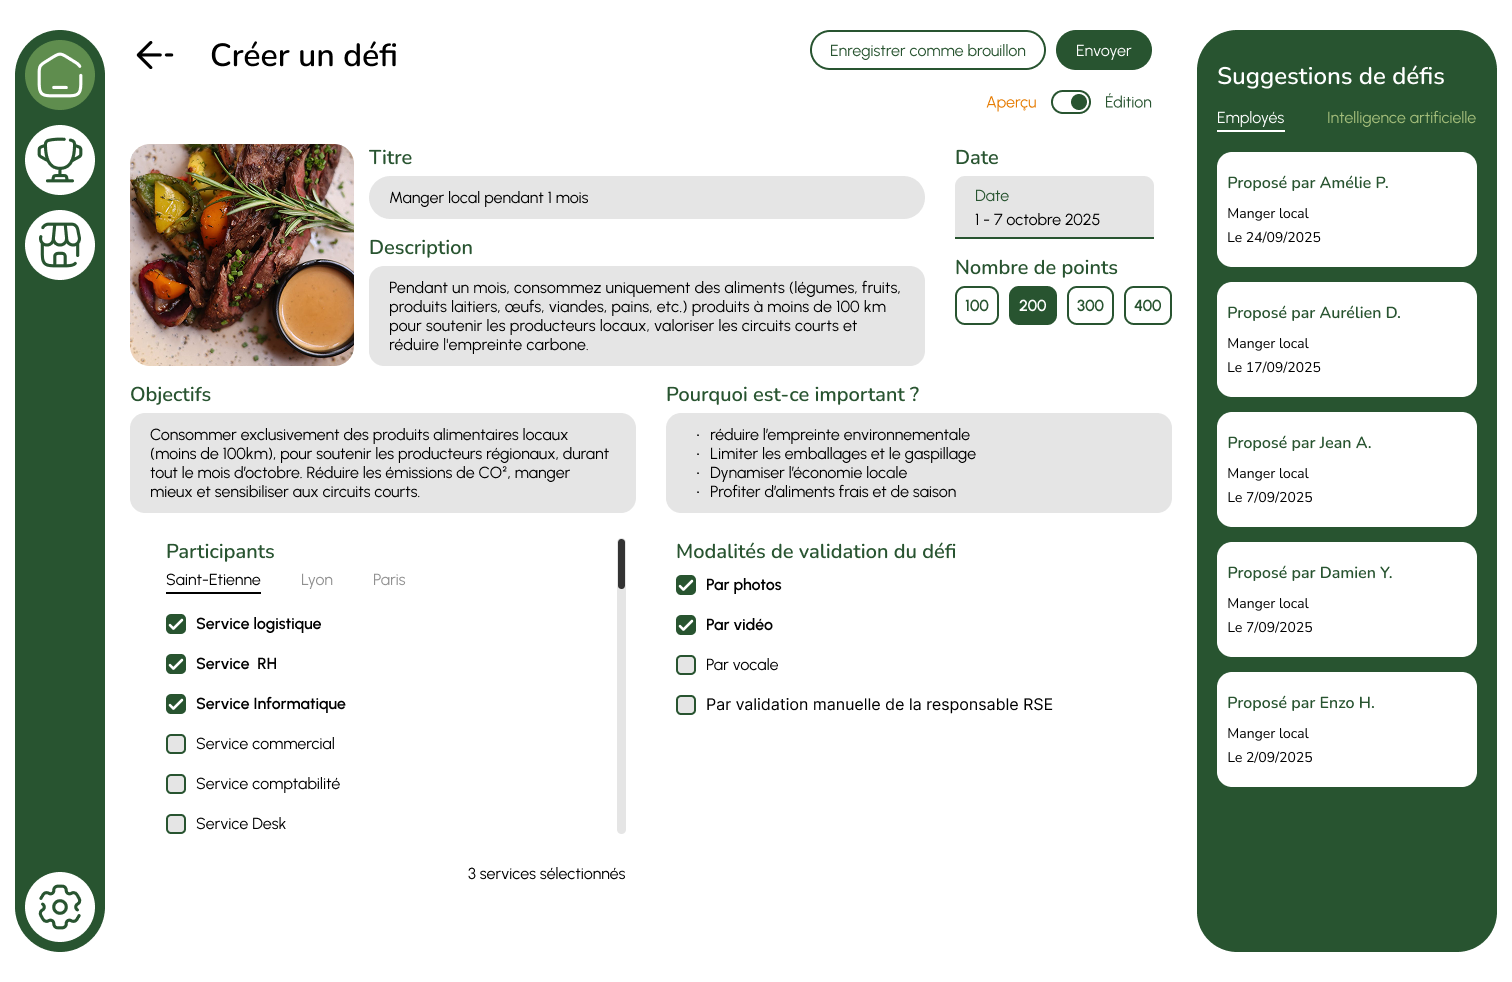 Créer un défi
Enregistrer comme brouillon
Envoyer
Aperçu
Édition
Titre
Manger local pendant 1 mois
Description
Pendant un mois, consommez uniquement des aliments (légumes, fruits,
produits laitiers, œufs, viandes, pains, etc.) produits à moins de 100 km
pour soutenir les producteurs locaux, valoriser les circuits courts et
réduire l'empreinte carbone.
Date
Date
1 - 7 octobre 2025
Nombre de points
100
200
300
400
Objectifs
Consommer exclusivement des produits alimentaires locaux
(moins de 100km), pour soutenir les producteurs régionaux, durant
tout le mois d’octobre. Réduire les émissions de CO², manger
mieux et sensibiliser aux circuits courts.
Pourquoi est-ce important ?
· réduire l’empreinte environnementale
· Limiter les emballages et le gaspillage
· Dynamiser l’économie locale
· Profiter d’aliments frais et de saison
Participants
Saint-Etienne Lyon Paris
Service logistique
Service RH
Service Informatique
Service commercial
Service comptabilité
Service Desk
3 services sélectionnés
Modalités de validation du défi
Par photos
Par vidéo
Par vocale
Par validation manuelle de la responsable RSE
Suggestions de défis
Employés Intelligence artificielle
Proposé par Amélie P.
Manger local
Le 24/09/2025
Proposé par Aurélien D.
Manger local
Le 17/09/2025
Proposé par Jean A.
Manger local
Le 7/09/2025
Proposé par Damien Y.
Manger local
Le 7/09/2025
Proposé par Enzo H.
Manger local
Le 2/09/2025